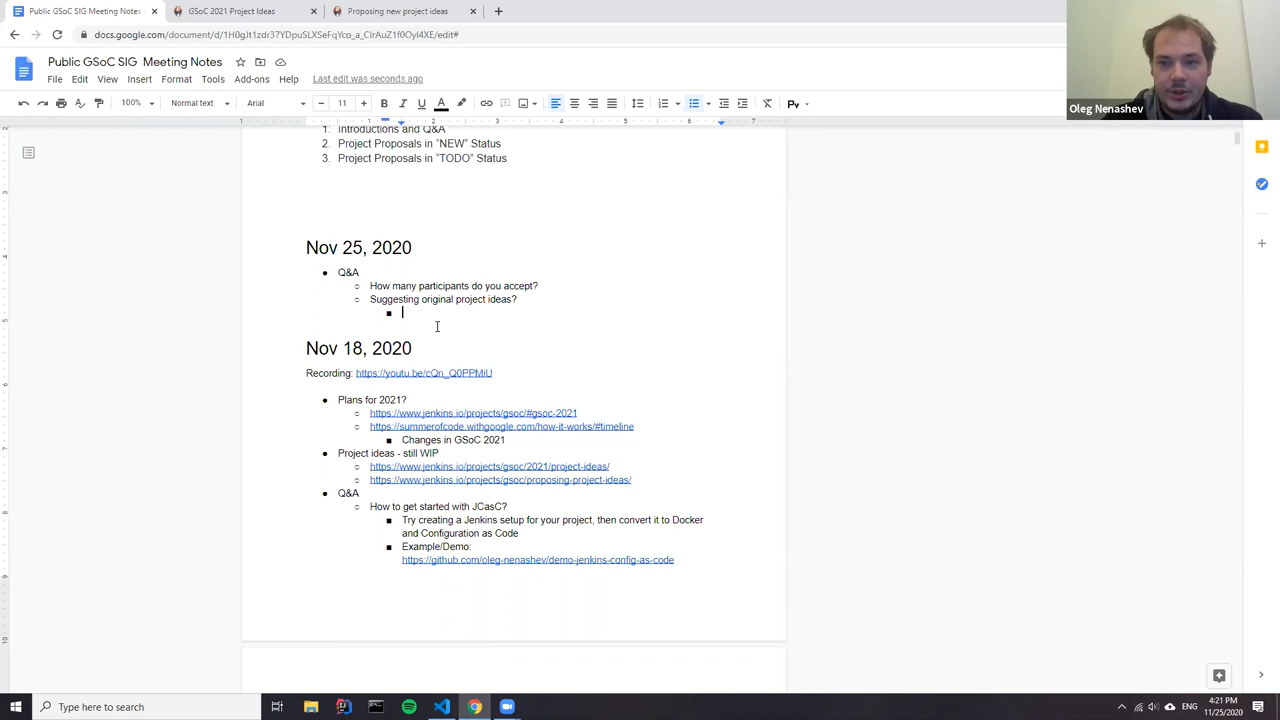 Public GSoC SIG Meeting Notes
GSoC 2021 Project Ideas
Proposing new project ideas
docs.google.com/document/d/1H0gJt1zdr37YDpuSLXSeFqYco_a_CIrAuZ1f0OyI4XE/edit#
Public GSoC SIG Meeting Notes
File Edit View Insert Format Tools Add-ons Help Last edit was seconds ago
100% Normal text Arial 11
Oleg Nenashev
1. Introductions and Q&A
2. Project Proposals in "NEW" Status
3. Project Proposals in "TODO" Status
Nov 25, 2020
Q&A
How many participants do you accept?
Suggesting original project ideas?
Nov 18, 2020
Recording: https://youtu.be/cQn_Q0PPMiU
Plans for 2021?
https://www.jenkins.io/projects/gsoc/#gsoc-2021
https://summerofcode.withgoogle.com/how-it-works/#timeline
Changes in GSoC 2021
Project ideas - still WIP
https://www.jenkins.io/projects/gsoc/2021/project-ideas/
https://www.jenkins.io/projects/gsoc/proposing-project-ideas/
Q&A
How to get started with JCasC?
Try creating a Jenkins setup for your project, then convert it to Docker
and Configuration as Code
Example/Demo:
https://github.com/oleg-nenashev/demo-jenkins-config-as-code
Type here to search
ENG
4:21 PM
11/25/2020